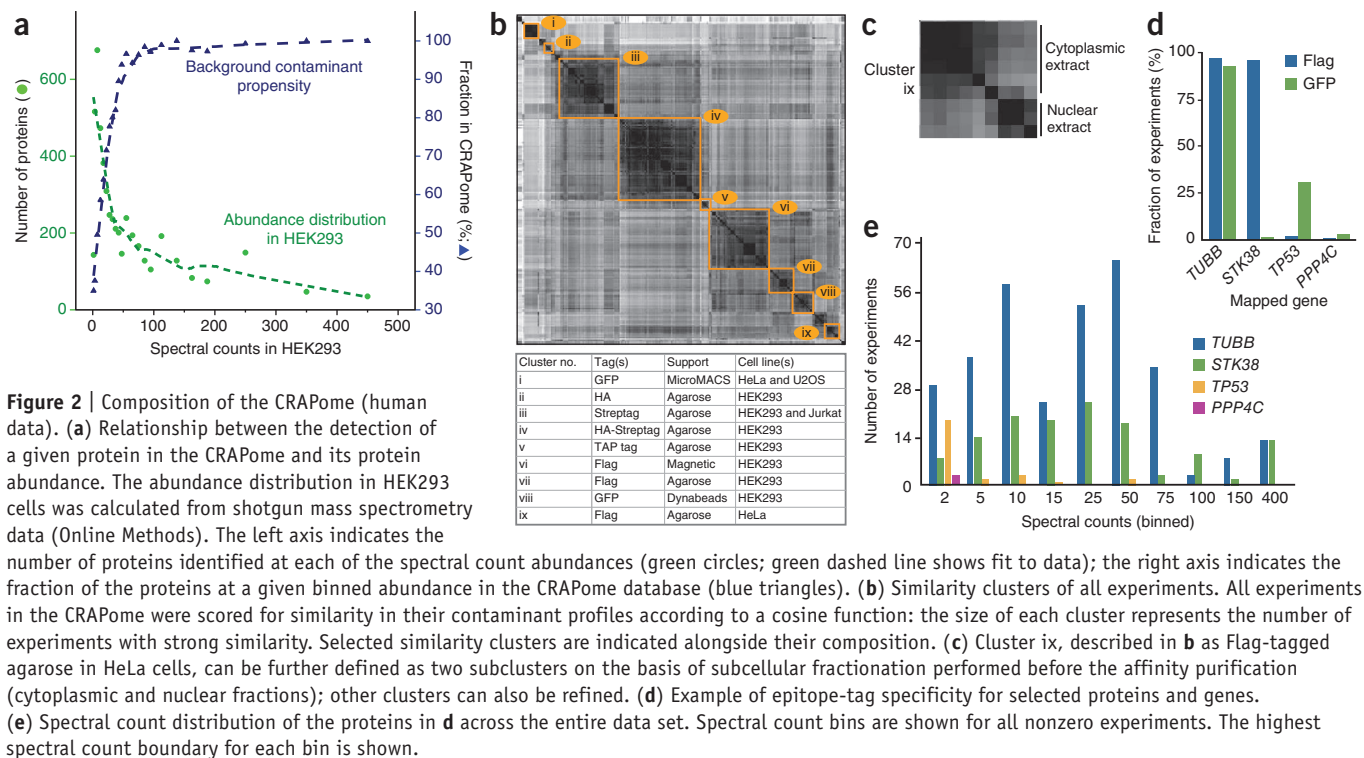 a
Number of proteins ( )
600
400
200
0
Background contaminant
propensity
Abundance distribution
in HEK293
100
90
80
70
60
50
40
30
Fraction in CRAPome (%; )
0 100 200 300 400 500
Spectral counts in HEK293
b
i
ii
iii
iv
v
vi
vii
viii
ix
Cluster no. Tag(s) Support Cell line(s)
i GFP MicroMACS HeLa and U2OS
ii HA Agarose HEK293
iii Streptag Agarose HEK293 and Jurkat
iv HA-Streptag Agarose HEK293
v TAP tag Agarose HEK293
vi Flag Magnetic HEK293
vii Flag Agarose HEK293
viii GFP Dynabeads HEK293
ix Flag Agarose HeLa
c
Cluster
ix
Cytoplasmic
extract
Nuclear
extract
d
Fraction of experiments (%)
100
75
50
25
0
Flag
GFP
TUBB STK38 TP53 PPP4C
Mapped gene
e
Number of experiments
70
56
42
28
14
0
TUBB
STK38
TP53
PPP4C
2 5 10 15 25 50 75 100 150 400
Spectral counts (binned)
Figure 2 | Composition of the CRAPome (human
data). (a) Relationship between the detection of
a given protein in the CRAPome and its protein
abundance. The abundance distribution in HEK293
cells was calculated from shotgun mass spectrometry
data (Online Methods). The left axis indicates the
number of proteins identified at each of the spectral count abundances (green circles; green dashed line shows fit to data); the right axis indicates the
fraction of the proteins at a given binned abundance in the CRAPome database (blue triangles). (b) Similarity clusters of all experiments. All experiments
in the CRAPome were scored for similarity in their contaminant profiles according to a cosine function: the size of each cluster represents the number of
experiments with strong similarity. Selected similarity clusters are indicated alongside their composition. (c) Cluster ix, described in b as Flag-tagged
agarose in HeLa cells, can be further defined as two subclusters on the basis of subcellular fractionation performed before the affinity purification
(cytoplasmic and nuclear fractions); other clusters can also be refined. (d) Example of epitope-tag specificity for selected proteins and genes.
(e) Spectral count distribution of the proteins in d across the entire data set. Spectral count bins are shown for all nonzero experiments. The highest
spectral count boundary for each bin is shown.